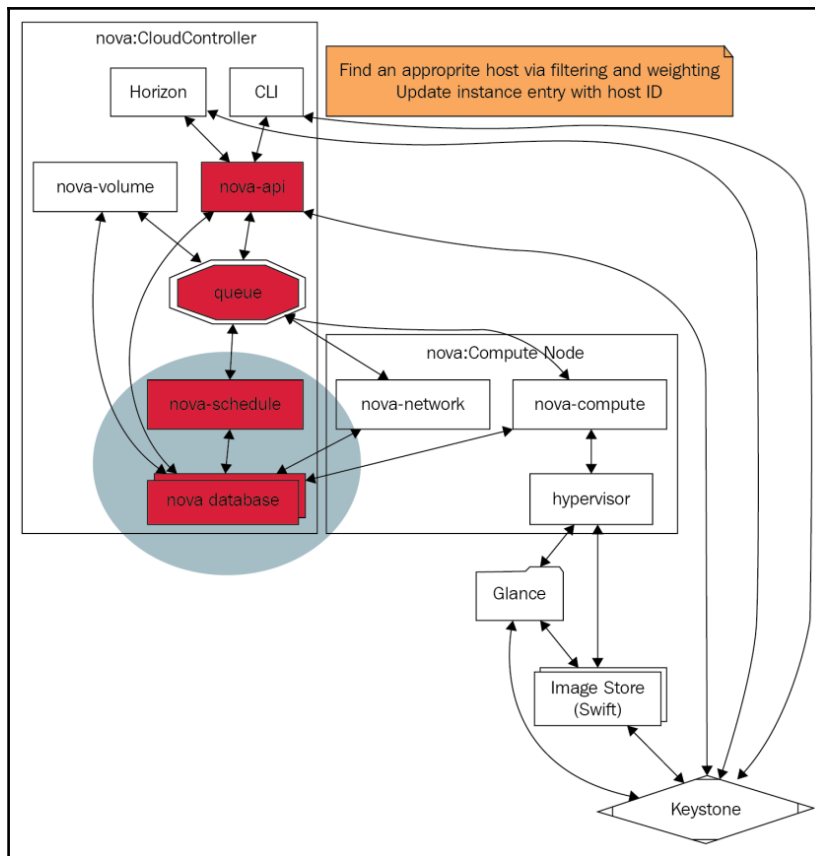 nova:CloudController
Find an approprite host via filtering and weighting
Update instance entry with host ID
Horizon
CLI
nova-volume
nova-api
queue
nova:Compute Node
nova-schedule
nova-network
nova-compute
nova database
hypervisor
Glance
Image Store
(Swift)
Keystone